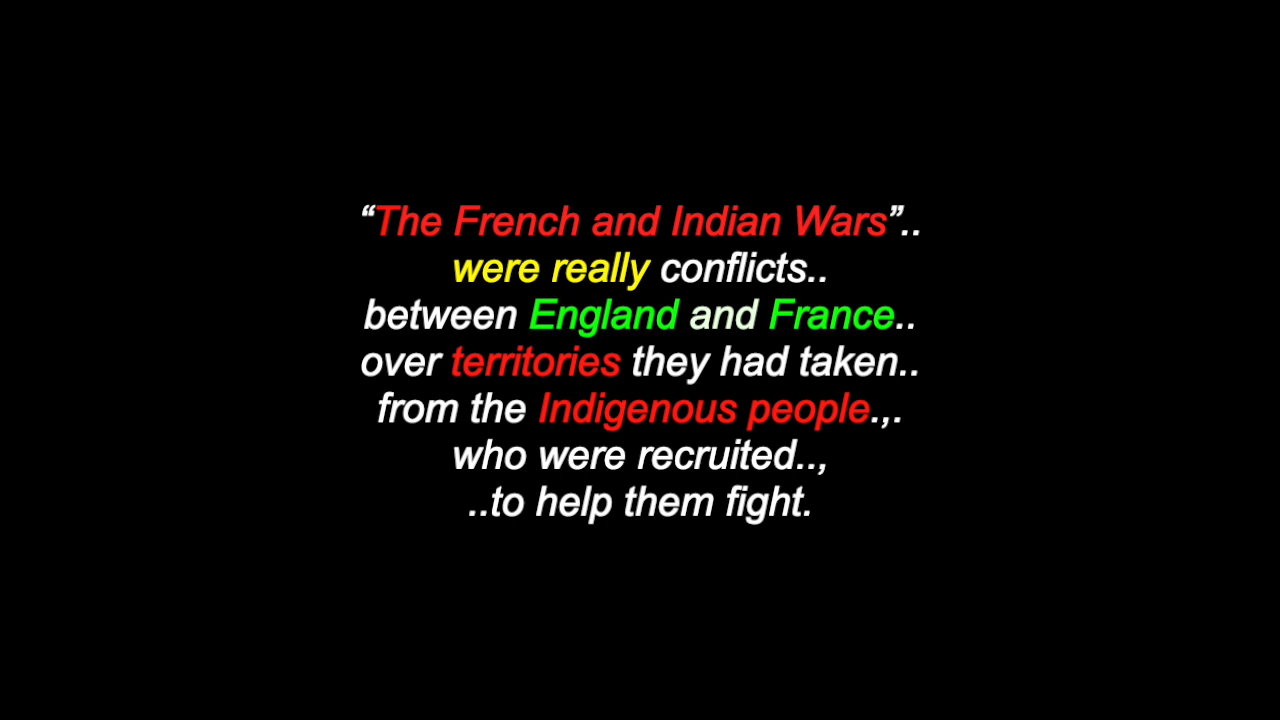 “The French and Indian Wars”..
were really conflicts..
between England and France..
over territories they had taken..
from the Indigenous people.,.
who were recruited..,
..to help them fight.